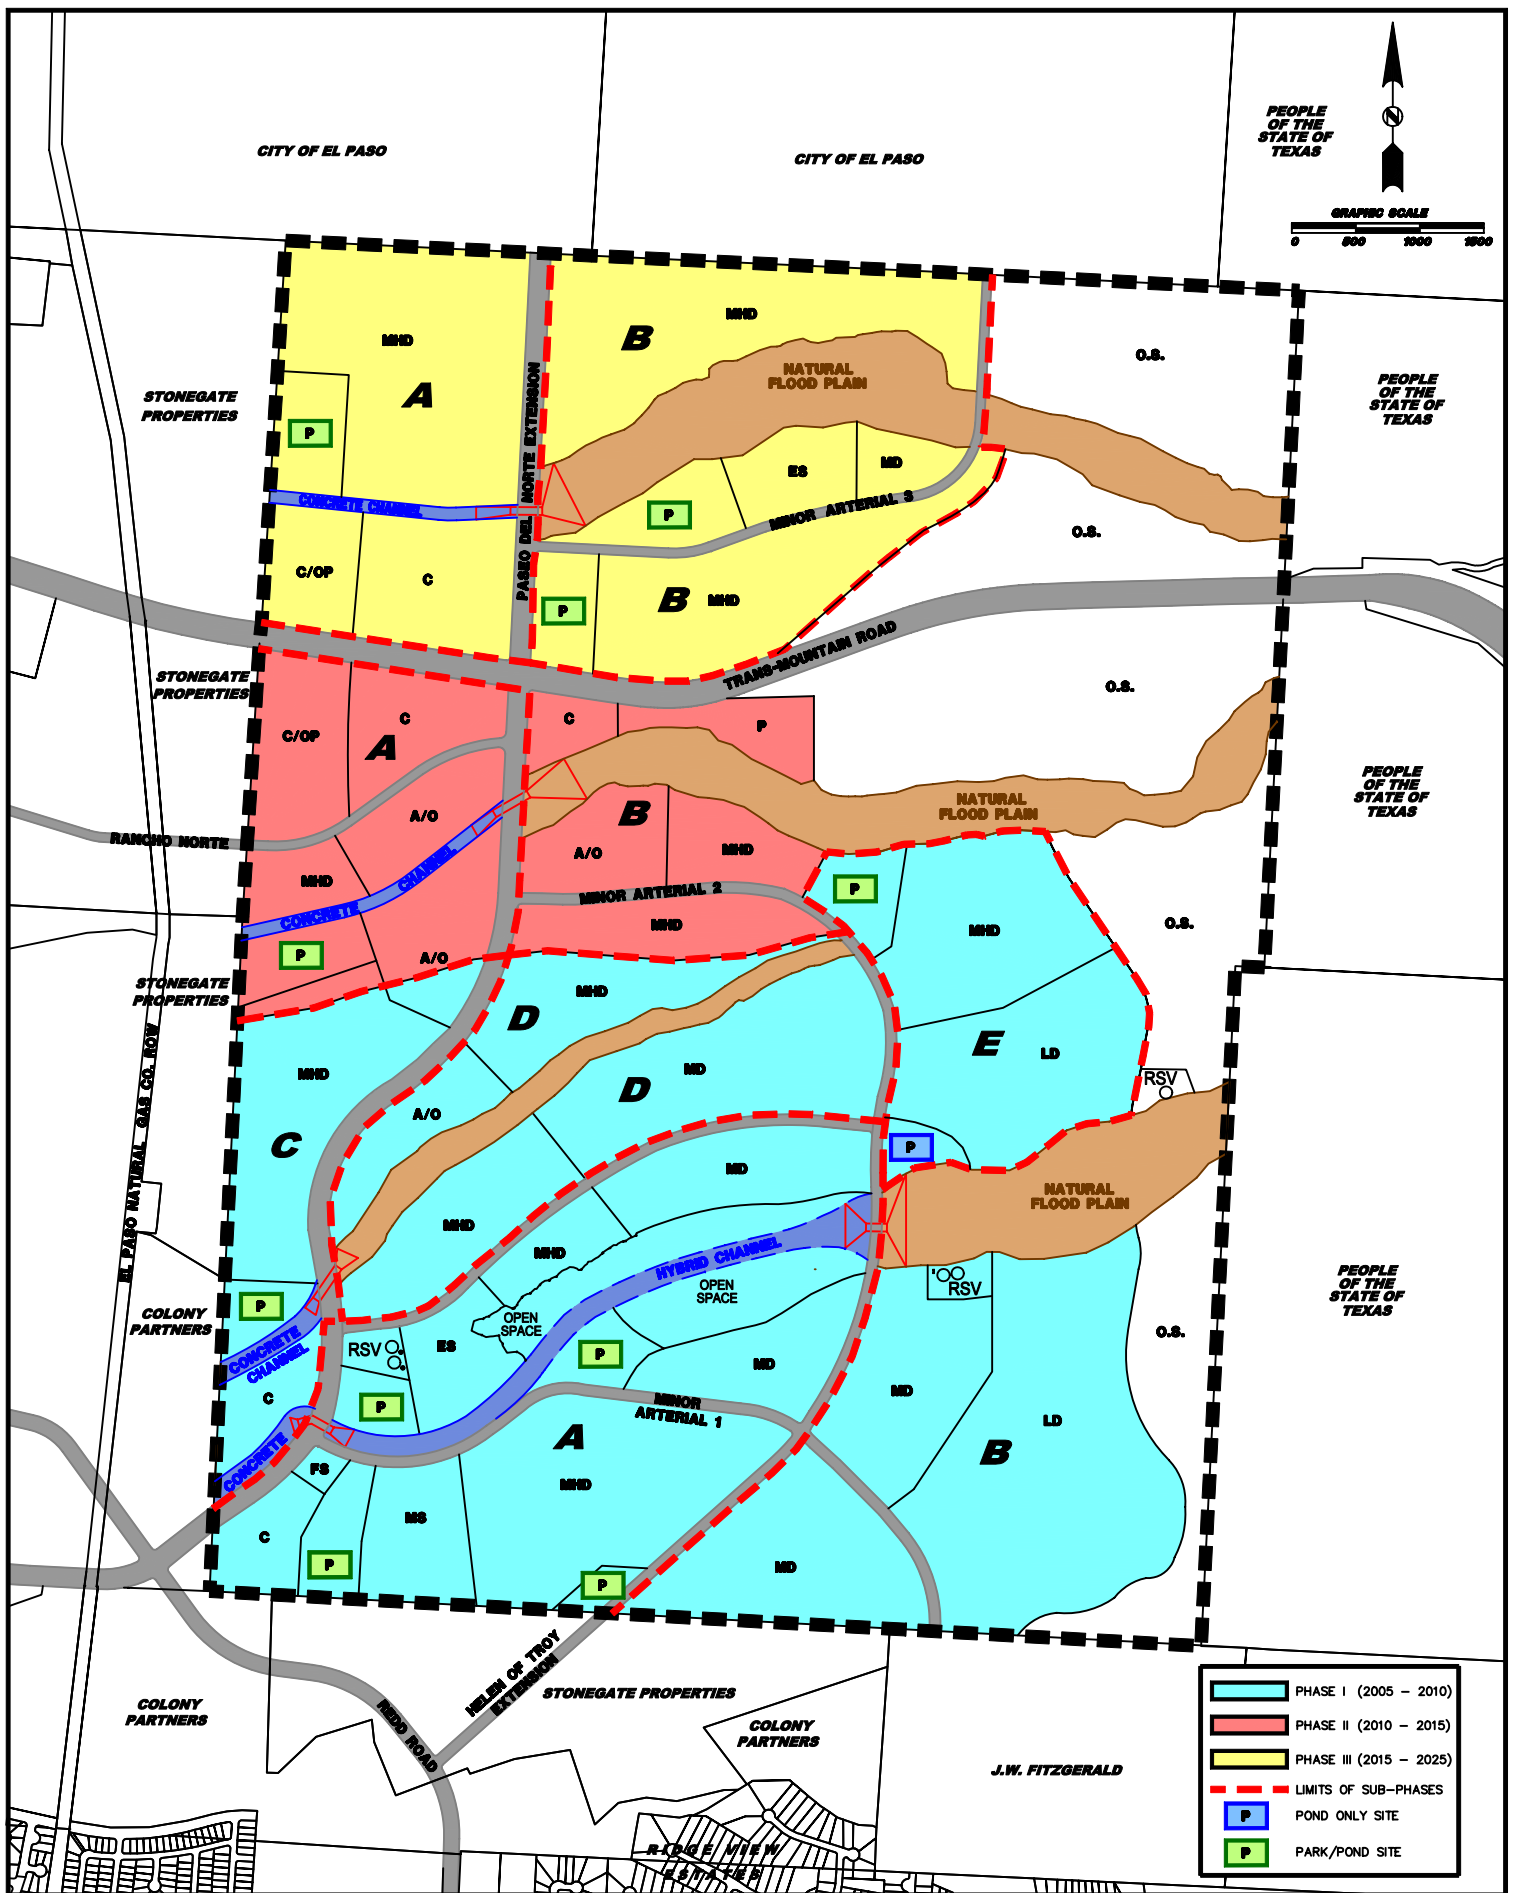 CITY OF EL PASO
CITY OF EL PASO
PEOPLE
OF THE
STATE OF
TEXAS
N
GRAPHIC SCALE
0 500 1000 1500
MHD
A
B
MHD
NATURAL
FLOOD PLAIN
O.S.
STONEGATE
PROPERTIES
PEOPLE
OF THE
STATE OF
TEXAS
P
PASEO DEL NORTE EXTENSION
ES
MD
CONCRETE CHANNEL
P
MINOR ARTERIAL 3
O.S.
C/OP
C
P
B
MHD
TRANS-MOUNTAIN ROAD
STONEGATE
PROPERTIES
O.S.
C/OP
C
A
C
P
NATURAL
FLOOD PLAIN
PEOPLE
OF THE
STATE OF
TEXAS
A/O
B
RANCHO NORTE
A/O
MHD
MHD
CONCRETE
CHANNEL
MINOR ARTERIAL 2
P
MHD
MHD
O.S.
P
A/O
STONEGATE
PROPERTIES
MHD
D
EL PASO NATURAL GAS CO. ROW
MHD
MD
D
E
LD
RSV
A/O
C
P
MD
NATURAL
FLOOD PLAIN
MHD
MHD
HYBRID CHANNEL
OPEN
SPACE
RSV
PEOPLE
OF THE
STATE OF
TEXAS
P
COLONY
PARTNERS
CONCRETE
CHANNEL
OPEN
SPACE
RSV
ES
P
O.S.
MD
C
P
MINOR
ARTERIAL 1
MD
LD
A
B
CONCRETE
FS
MHD
MS
C
P
P
MD
HELEN OF TROY
EXTENSION
STONEGATE PROPERTIES
COLONY
PARTNERS
REDD ROAD
COLONY
PARTNERS
J.W. FITZGERALD
RIDGE VIEW
ESTATES
PHASE I (2005 - 2010)
PHASE II (2010 - 2015)
PHASE III (2015 - 2025)
LIMITS OF SUB-PHASES
P POND ONLY SITE
P PARK/POND SITE